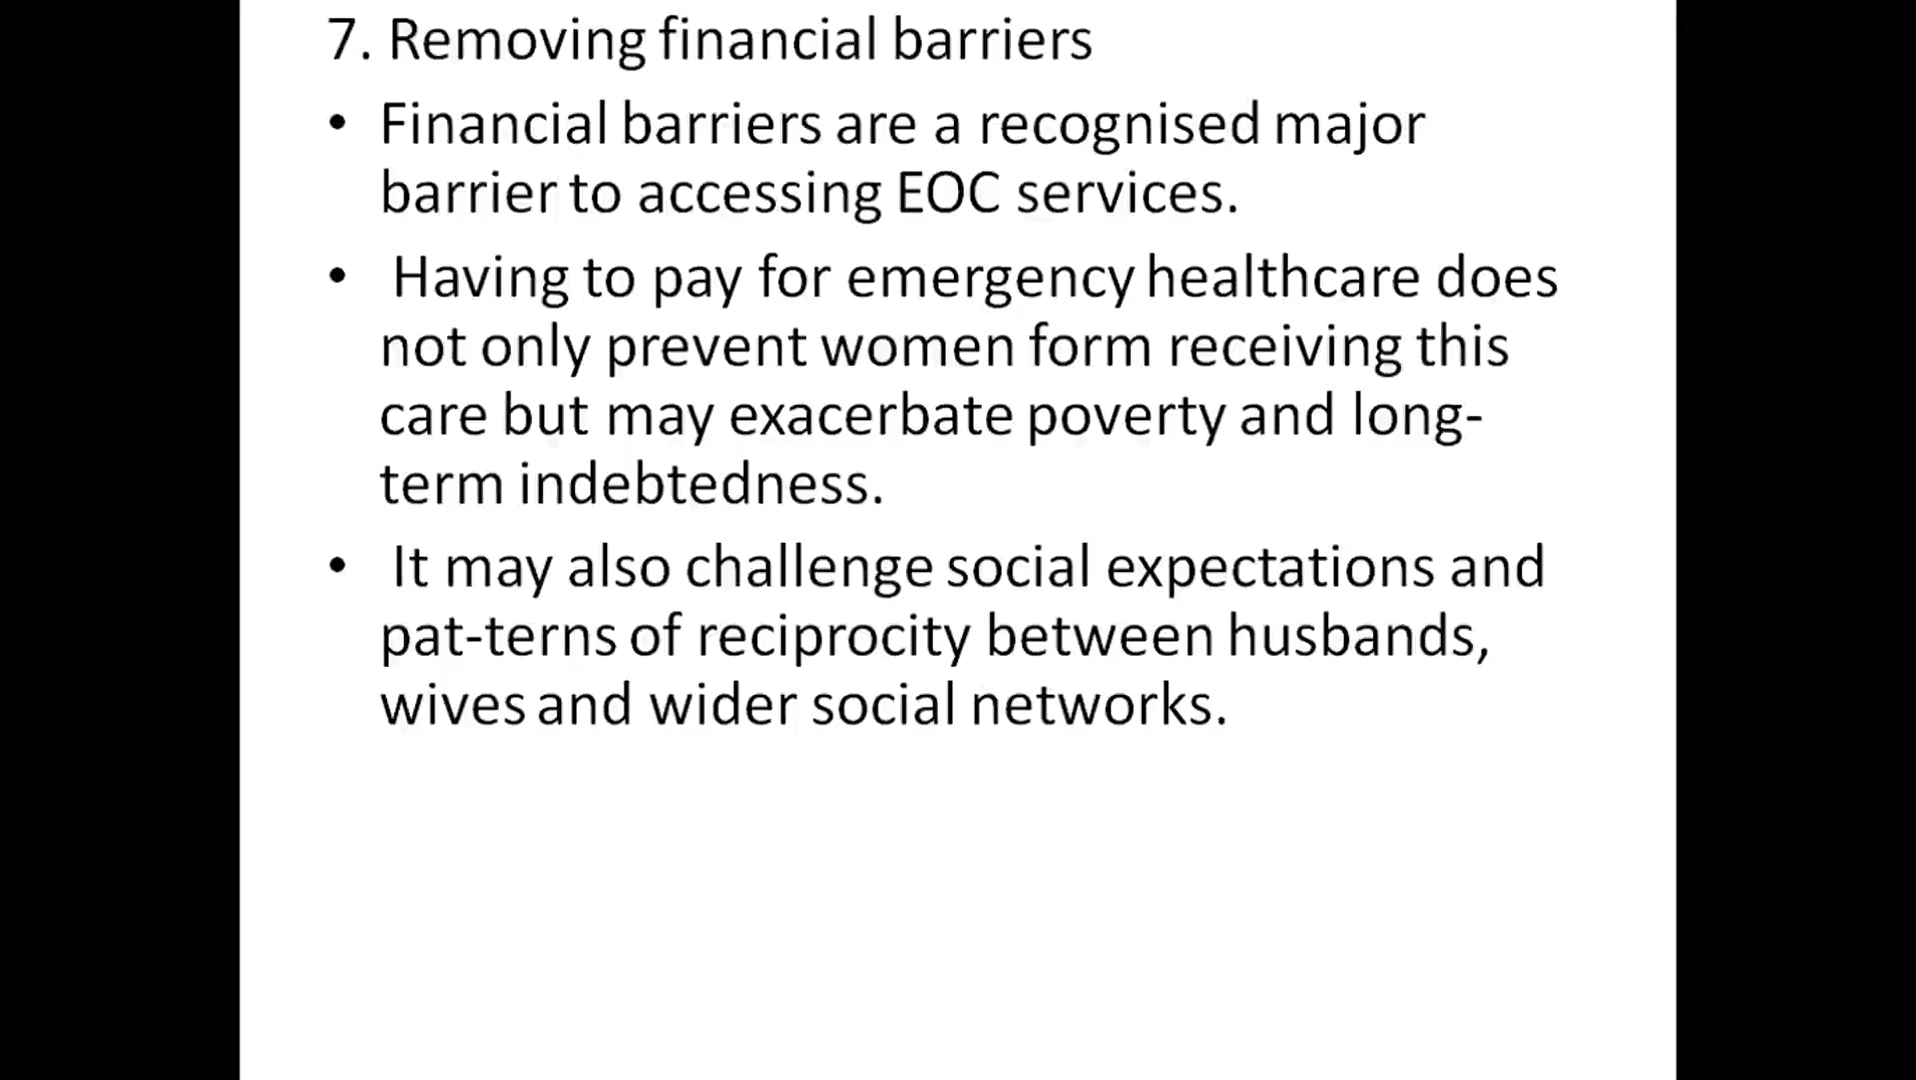 7. Removing financial barriers
• Financial barriers are a recognised major
barrier to accessing EOC services.
• Having to pay for emergency healthcare does
not only prevent women form receiving this
care but may exacerbate poverty and long-
term indebtedness.
• It may also challenge social expectations and
pat-terns of reciprocity between husbands,
wives and wider social networks.